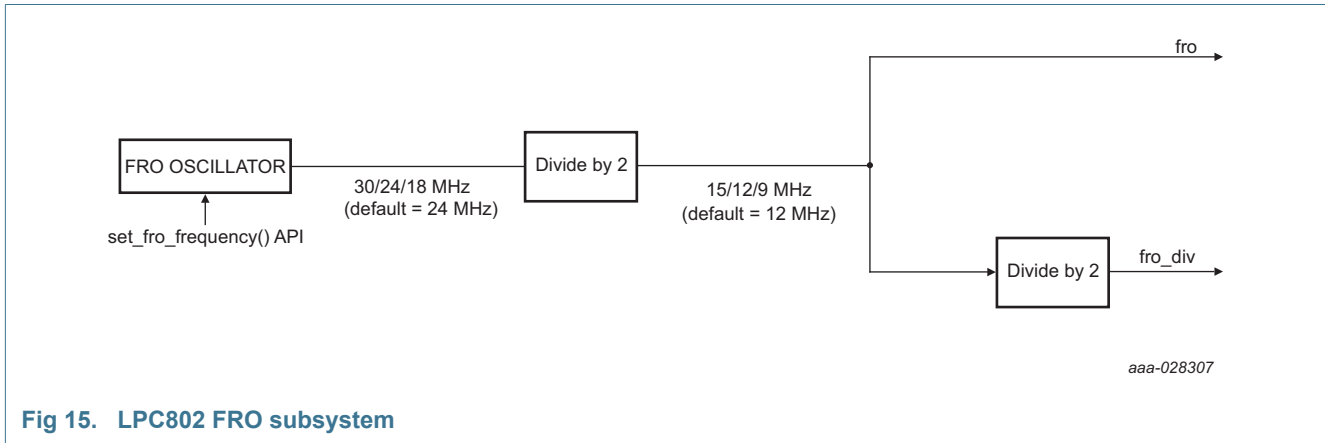 fro
FRO OSCILLATOR
Divide by 2
30/24/18 MHz
(default = 24 MHz)
15/12/9 MHz
(default = 12 MHz)
set_fro_frequency() API
Divide by 2
fro_div
aaa-028307
Fig 15. LPC802 FRO subsystem